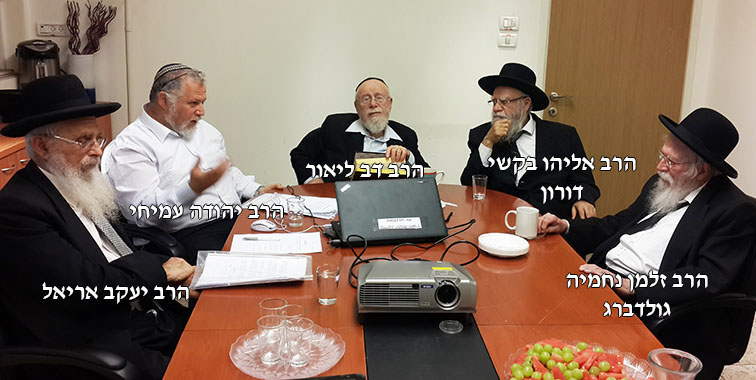 הרב דב ליאור
הרב אליהו בקשי
דורון
הרב יהודה עמיחי
הרב יעקב אריאל
הרב זלמן נחמיה
גולדברג